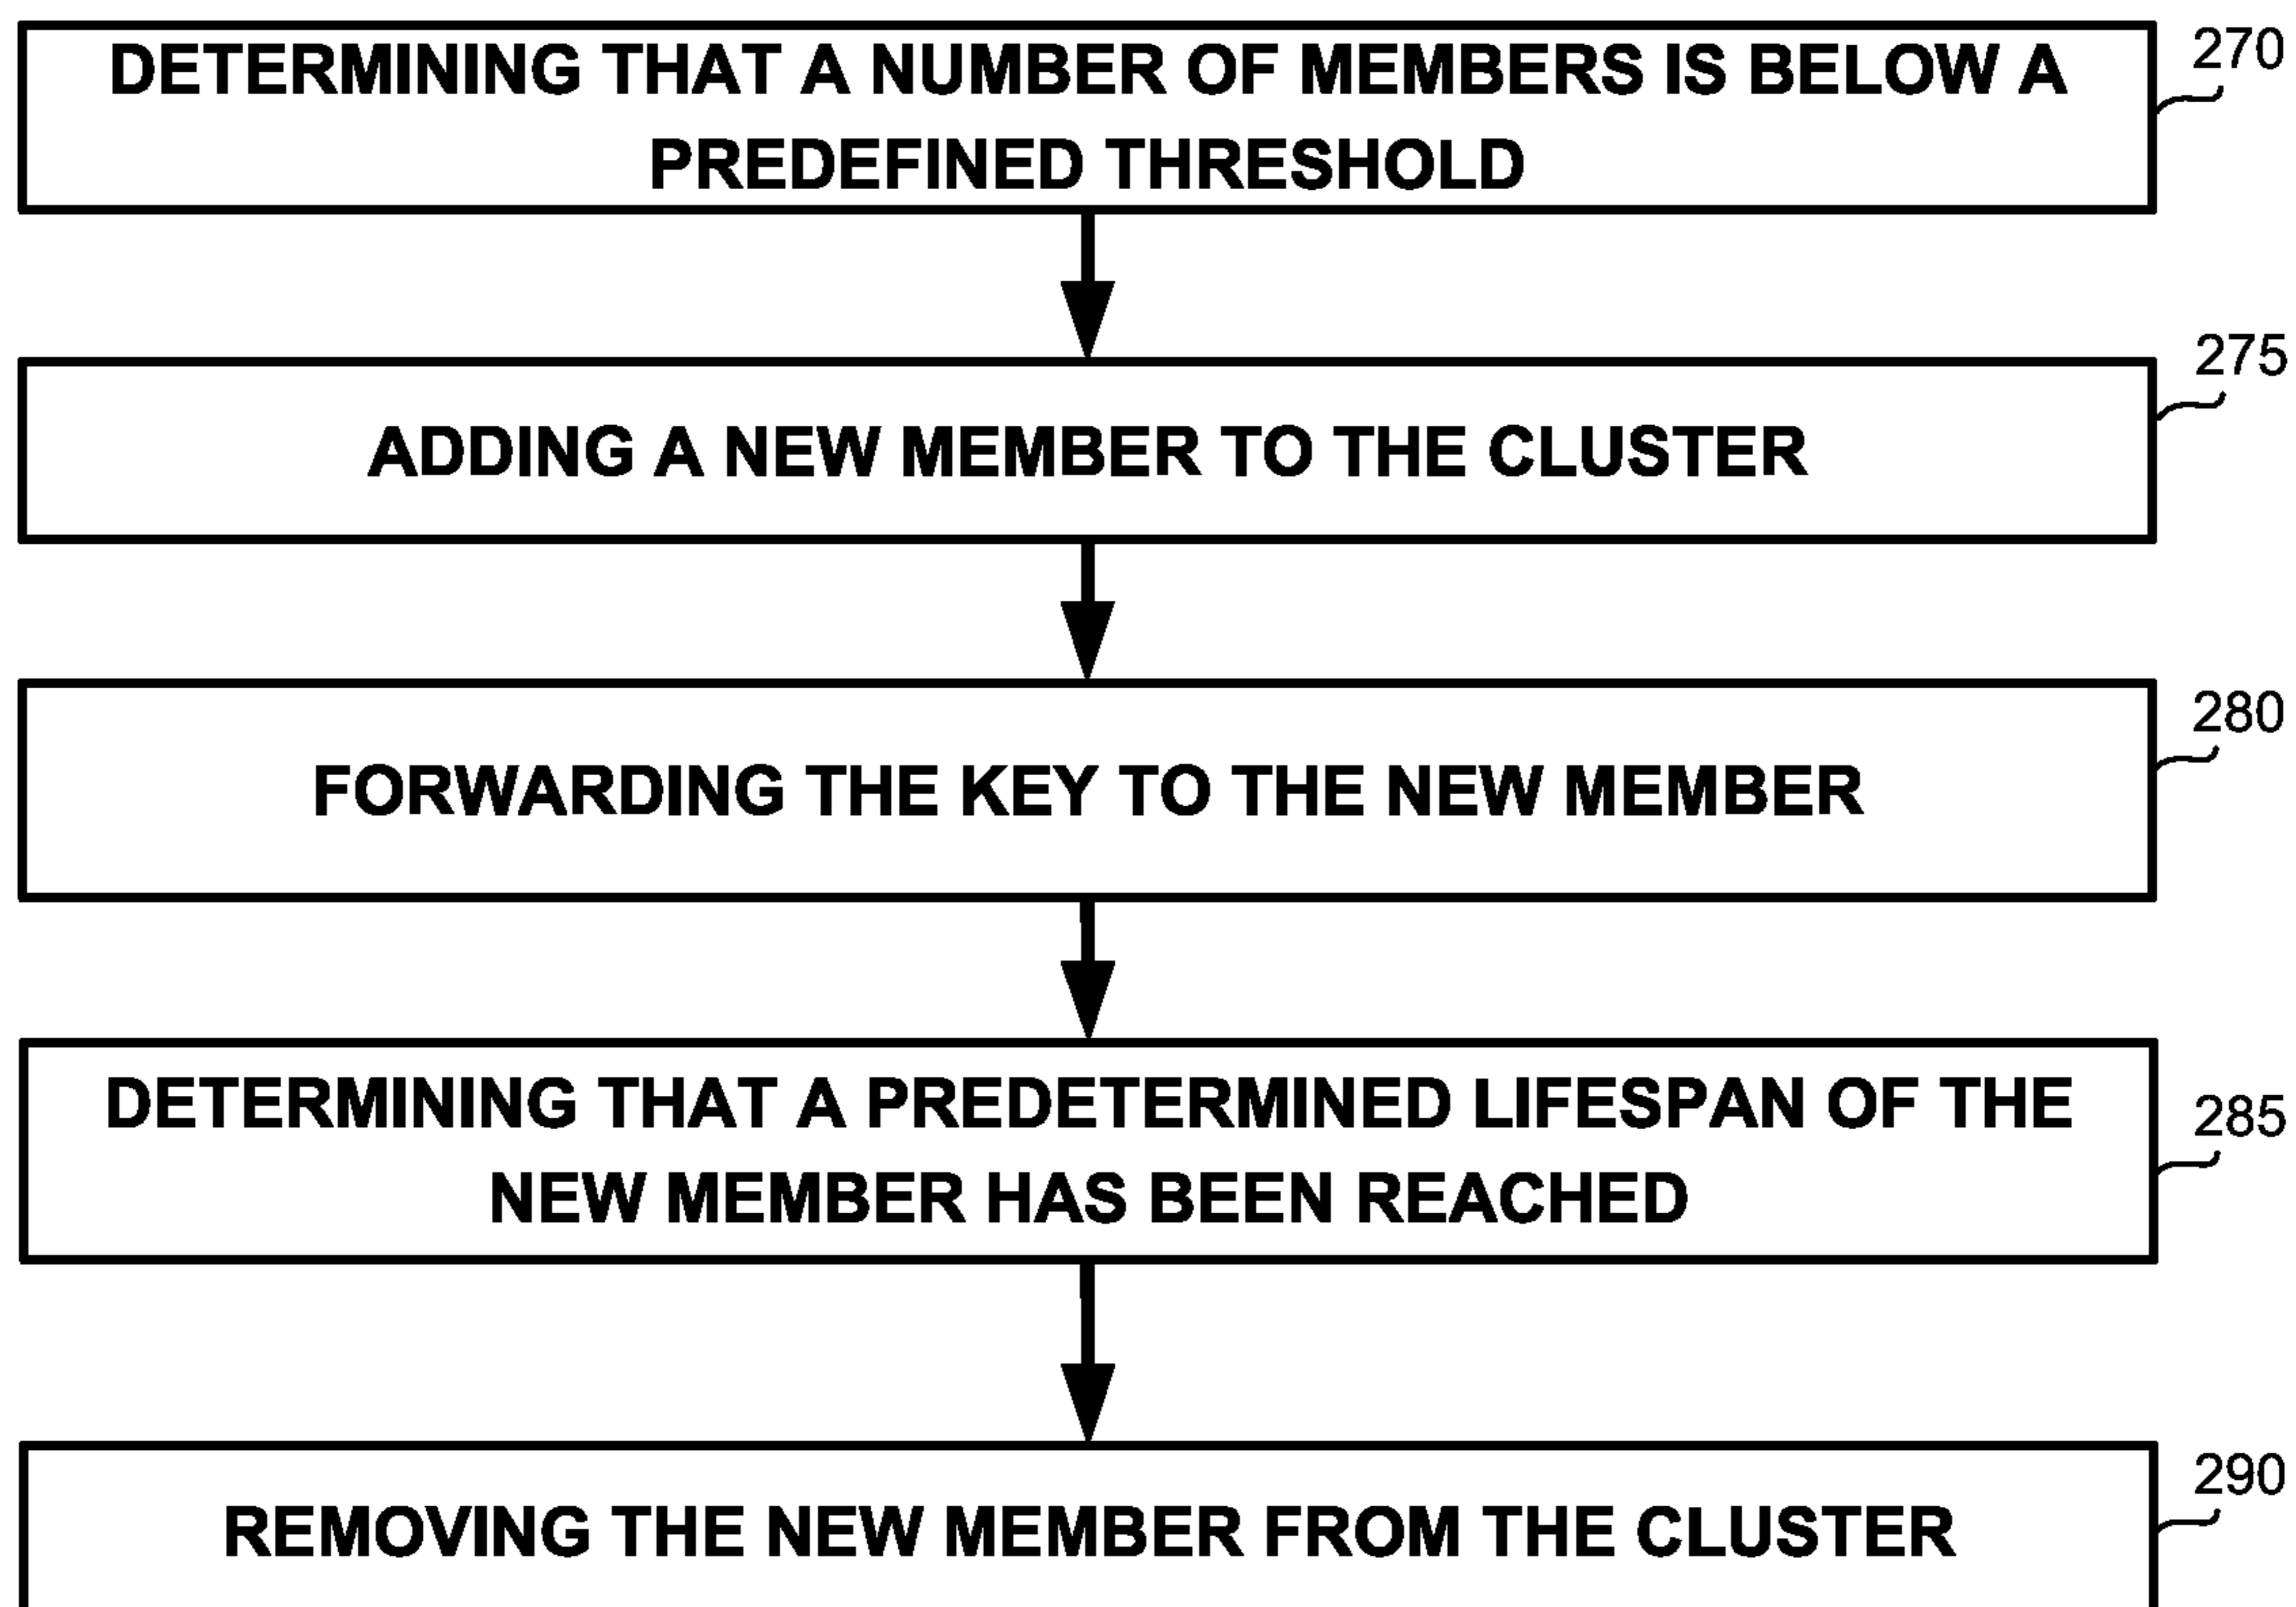 DETERMINING THAT A NUMBER OF MEMBERS IS BELOW A
PREDEFINED THRESHOLD
270
ADDING A NEW MEMBER TO THE CLUSTER
275
FORWARDING THE KEY TO THE NEW MEMBER
280
DETERMINING THAT A PREDETERMINED LIFESPAN OF THE
NEW MEMBER HAS BEEN REACHED
285
REMOVING THE NEW MEMBER FROM THE CLUSTER
290